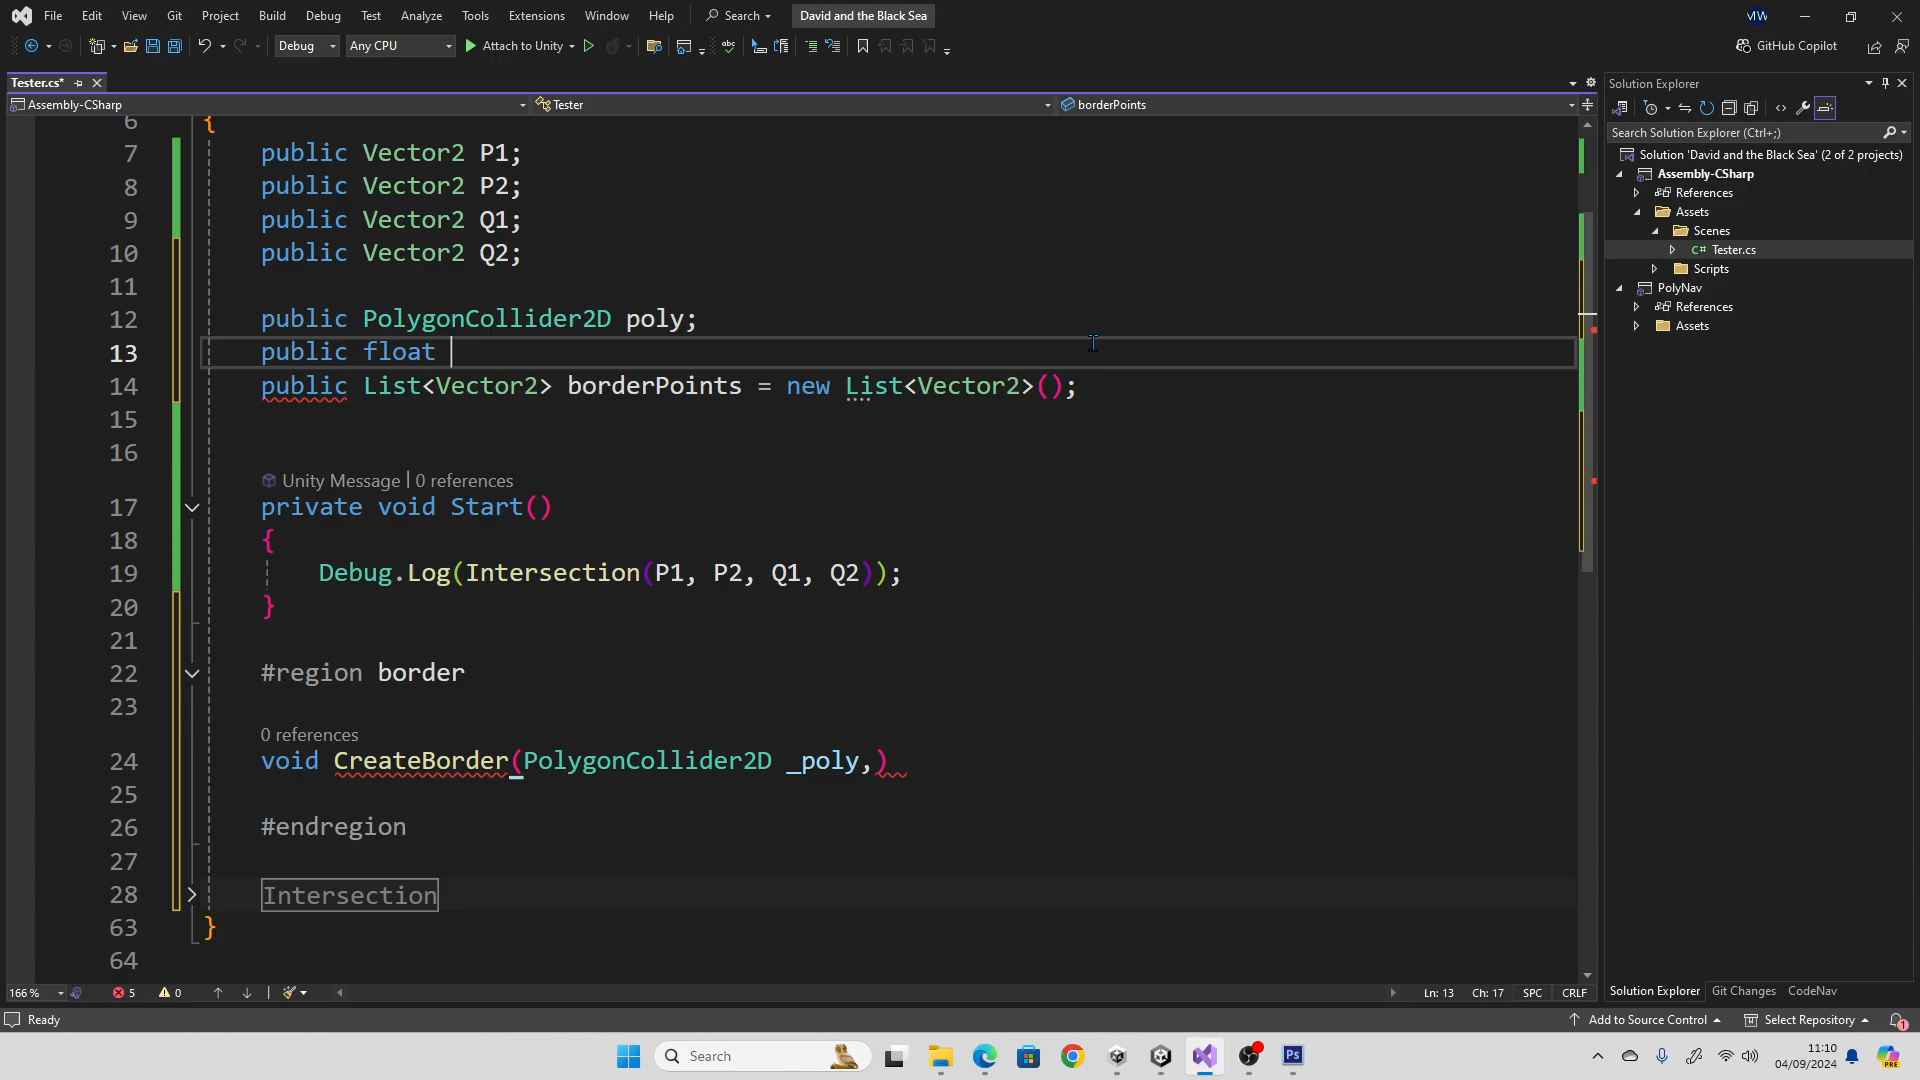 File Edit View Git Project Build Debug Test Analyze Tools Extensions Window Help Search David and the Black Sea
Debug Any CPU Attach to Unity GitHub Copilot
Tester.cs* Solution Explorer
Assembly-CSharp Tester borderPoints
Search Solution Explorer (Ctrl+;)
Solution 'David and the Black Sea' (2 of 2 projects)
Assembly-CSharp
References
Assets
Scenes
C# Tester.cs
Scripts
PolyNav
References
Assets
6 {
7 public Vector2 P1;
8 public Vector2 P2;
9 public Vector2 Q1;
10 public Vector2 Q2;
11
12 public PolygonCollider2D poly;
13 public float
14 public List<Vector2> borderPoints = new List<Vector2>();
15
16
Unity Message | 0 references
17 private void Start()
18 {
19 Debug.Log(Intersection(P1, P2, Q1, Q2));
20 }
21
22 #region border
23
0 references
24 void CreateBorder(PolygonCollider2D _poly,)
25
26 #endregion
27
28 Intersection
63 }
64
166 % 5 0 Ln: 13 Ch: 17 SPC CRLF
Solution Explorer Git Changes CodeNav
Ready Add to Source Control Select Repository 1
Search Ps 11:10
04/09/2024 PRE